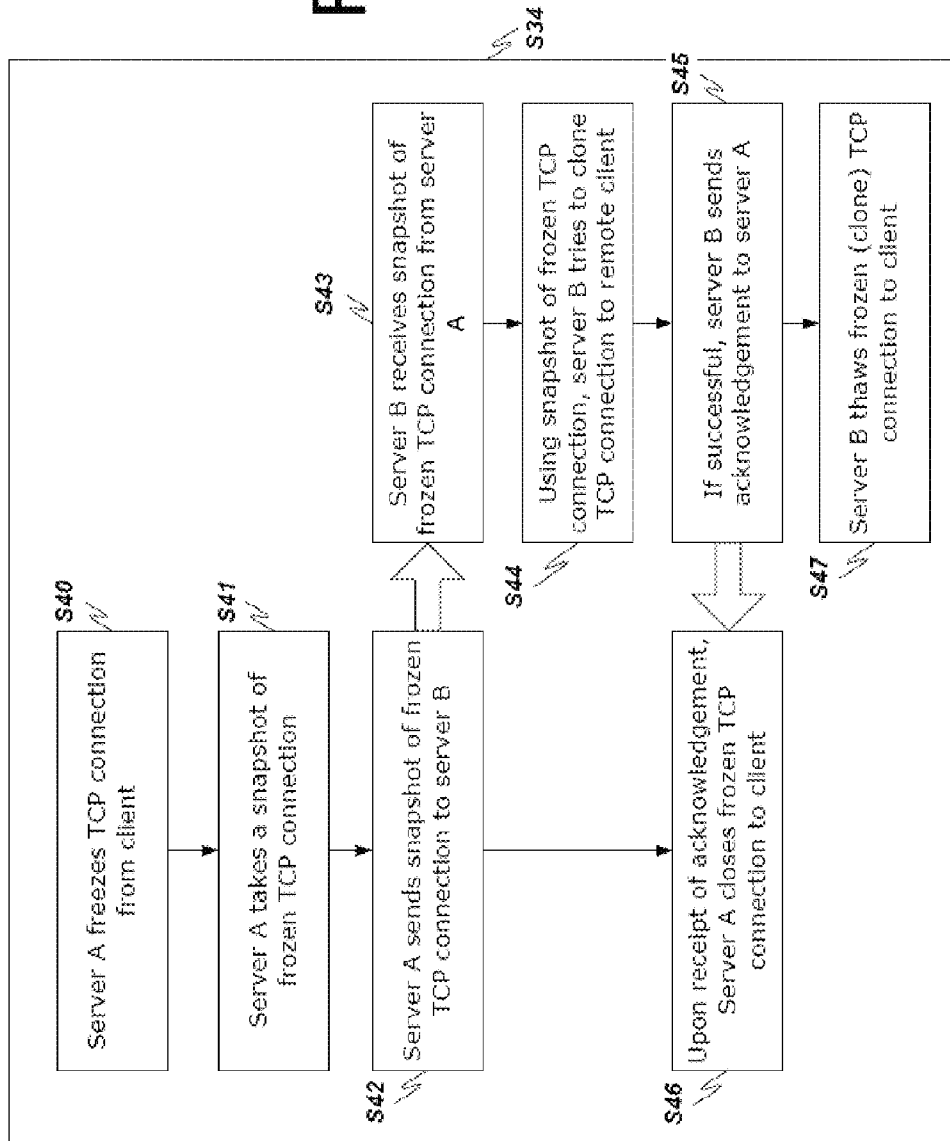 S34
S40
Server A freezes TCP connection
from client
S41
Server A takes a snapshot of
frozen TCP connection
S42
Server A sends snapshot of frozen
TCP connection to server B
S43
Server B receives snapshot of
frozen TCP connection from server
A
S44
Using snapshot of frozen TCP
connection, server B tries to clone
TCP connection to remote client
S45
If successful, server B sends
acknowledgement to server A
S46
Upon receipt of acknowledgement,
Server A closes frozen TCP
connection to client
S47
Server B thaws frozen (clone) TCP
connection to client